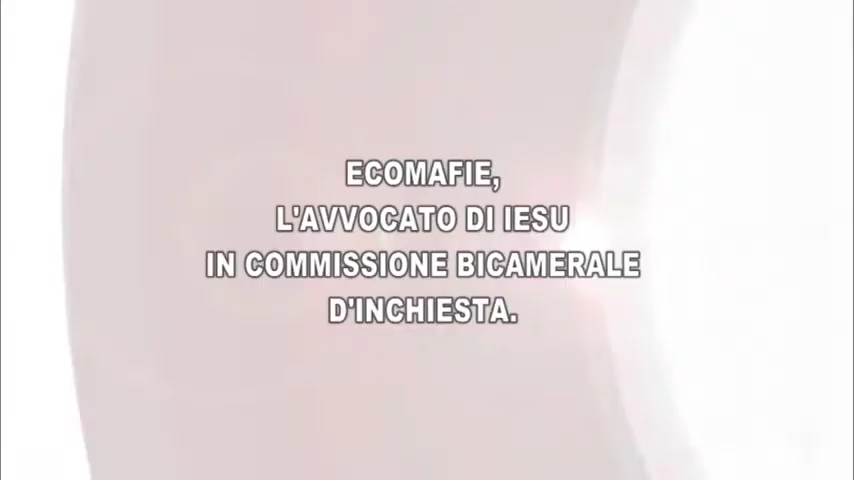 ECOMAFIE,
L'AVVOCATO DI IESU
IN COMMISSIONE BICAMERALE
D'INCHIESTA.